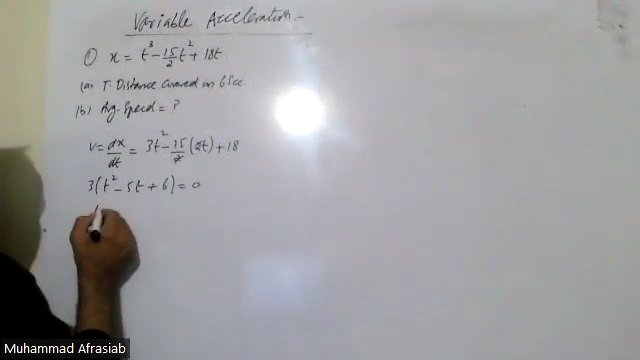 Variable Acceleration:-
① x = t³ - 15/2 t² + 18t
(a) T. Distance Covered in 6 Sec
(b) Avg. Speed = ?
v = dx/dt = 3t² - 15/2 (2t) + 18
3(t² - 5t + 6) = 0
Muhammad Afrasiab